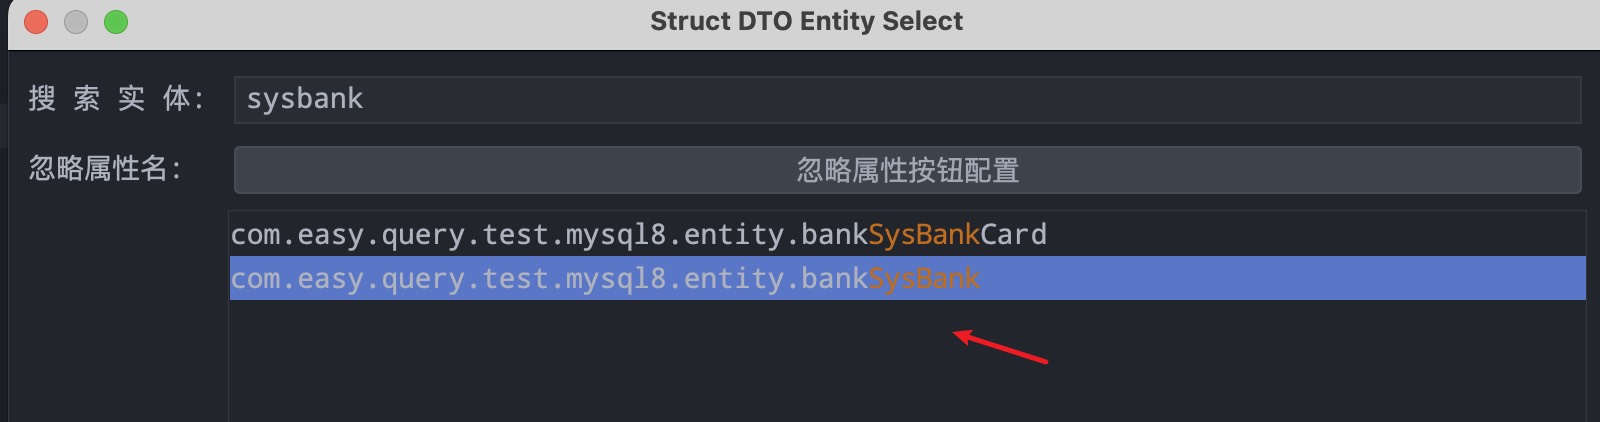 Struct DTO Entity Select
搜 索 实 体：
sysbank
忽略属性名：
忽略属性按钮配置
com.easy.query.test.mysql8.entity.bankSysBankCard
com.easy.query.test.mysql8.entity.bankSysBank